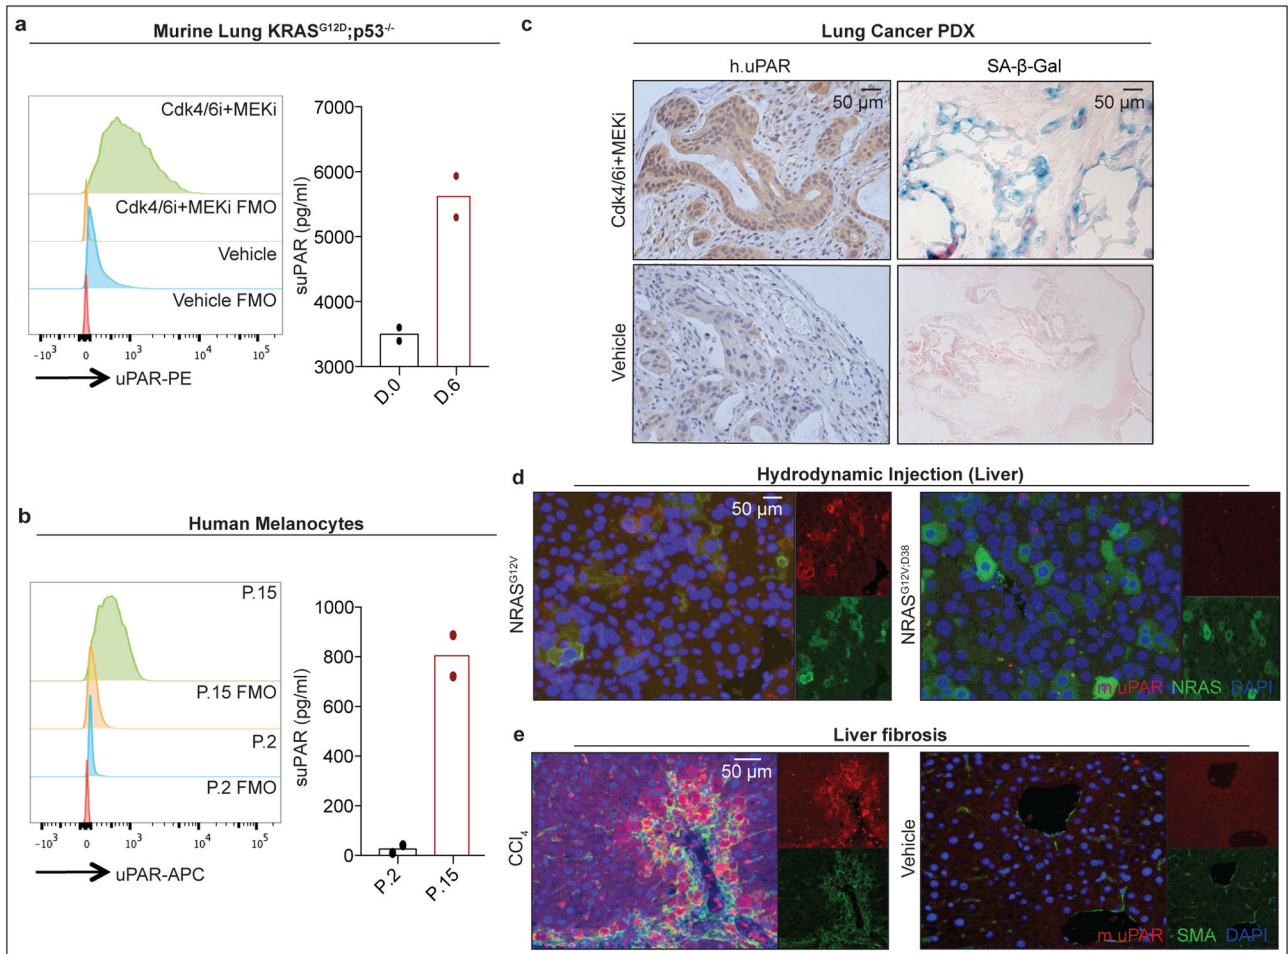 a
Murine Lung KRASG12D;p53-/-
Cdk4/6i+MEKi
Cdk4/6i+MEKi FMO
Vehicle
Vehicle FMO
-10³ 0 10³ 10⁴ 10⁵
uPAR-PE
suPAR (pg/ml)
7000
6000
5000
4000
3000
D.0 D.6
b
Human Melanocytes
P.15
P.15 FMO
P.2
P.2 FMO
-10³ 0 10³ 10⁴ 10⁵
uPAR-APC
suPAR (pg/ml)
1000
800
600
400
200
0
P.2 P.15
c
Lung Cancer PDX
h.uPAR SA-β-Gal
Cdk4/6i+MEKi
50 µm 50 µm
Vehicle
d
Hydrodynamic Injection (Liver)
NRASG12V
50 µm
NRASG12V;D38
m.uPAR NRAS DAPI
e
Liver fibrosis
CCl₄
50 µm
Vehicle
m.uPAR SMA DAPI